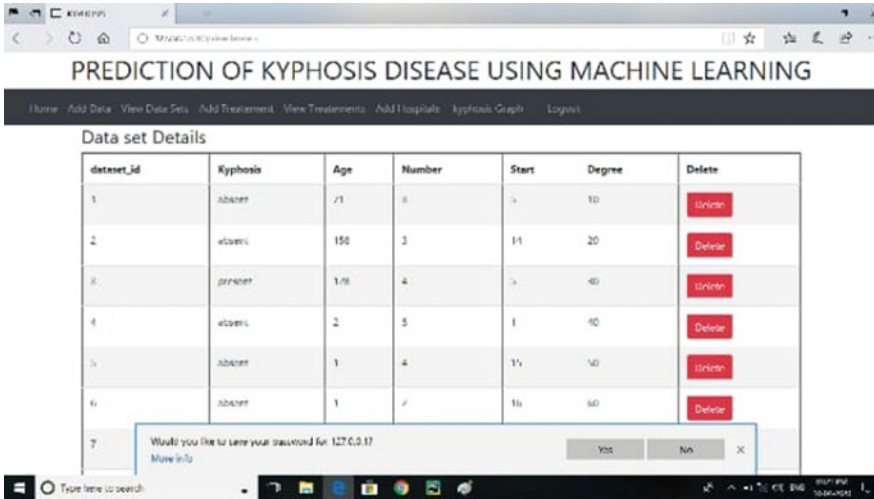 PREDICTION OF KYPHOSIS DISEASE USING MACHINE LEARNING
Home Add Data View Data Sets Add Treatement View Treatements Add Hospitals kyphosis Graph Logout
Data set Details
dataset_id Kyphosis Age Number Start Degree Delete
1 absent 71 5 10 Delete
2 absent 158 3 14 20 Delete
present 4 5 Delete
4 absent 2 5 1 40 Delete
absent 1 4 15 Delete
6 absent 1 16 60 Delete
7
Would you like to save your password for 127.0.0.1?
More info
Yes No
Type here to search
ENG